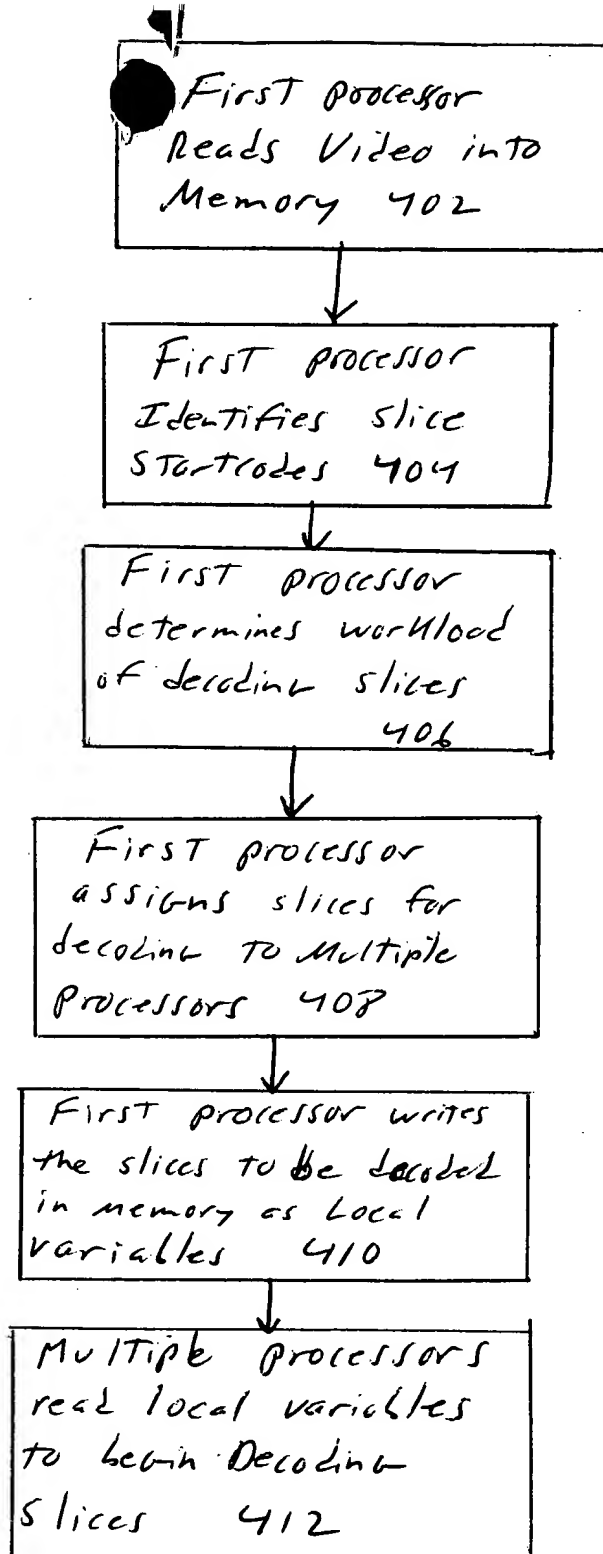 First processor
Reads Video into
Memory 402
First processor
Identifies slice
Startcodes 404
First processor
determines workload
of decoding slices
406
First processor
assigns slices for
decoding to Multiple
Processors 408
First processor writes
the slices to be decoded
in memory as Local
variables 410
Multiple processors
read local variables
to begin Decoding
slices 412